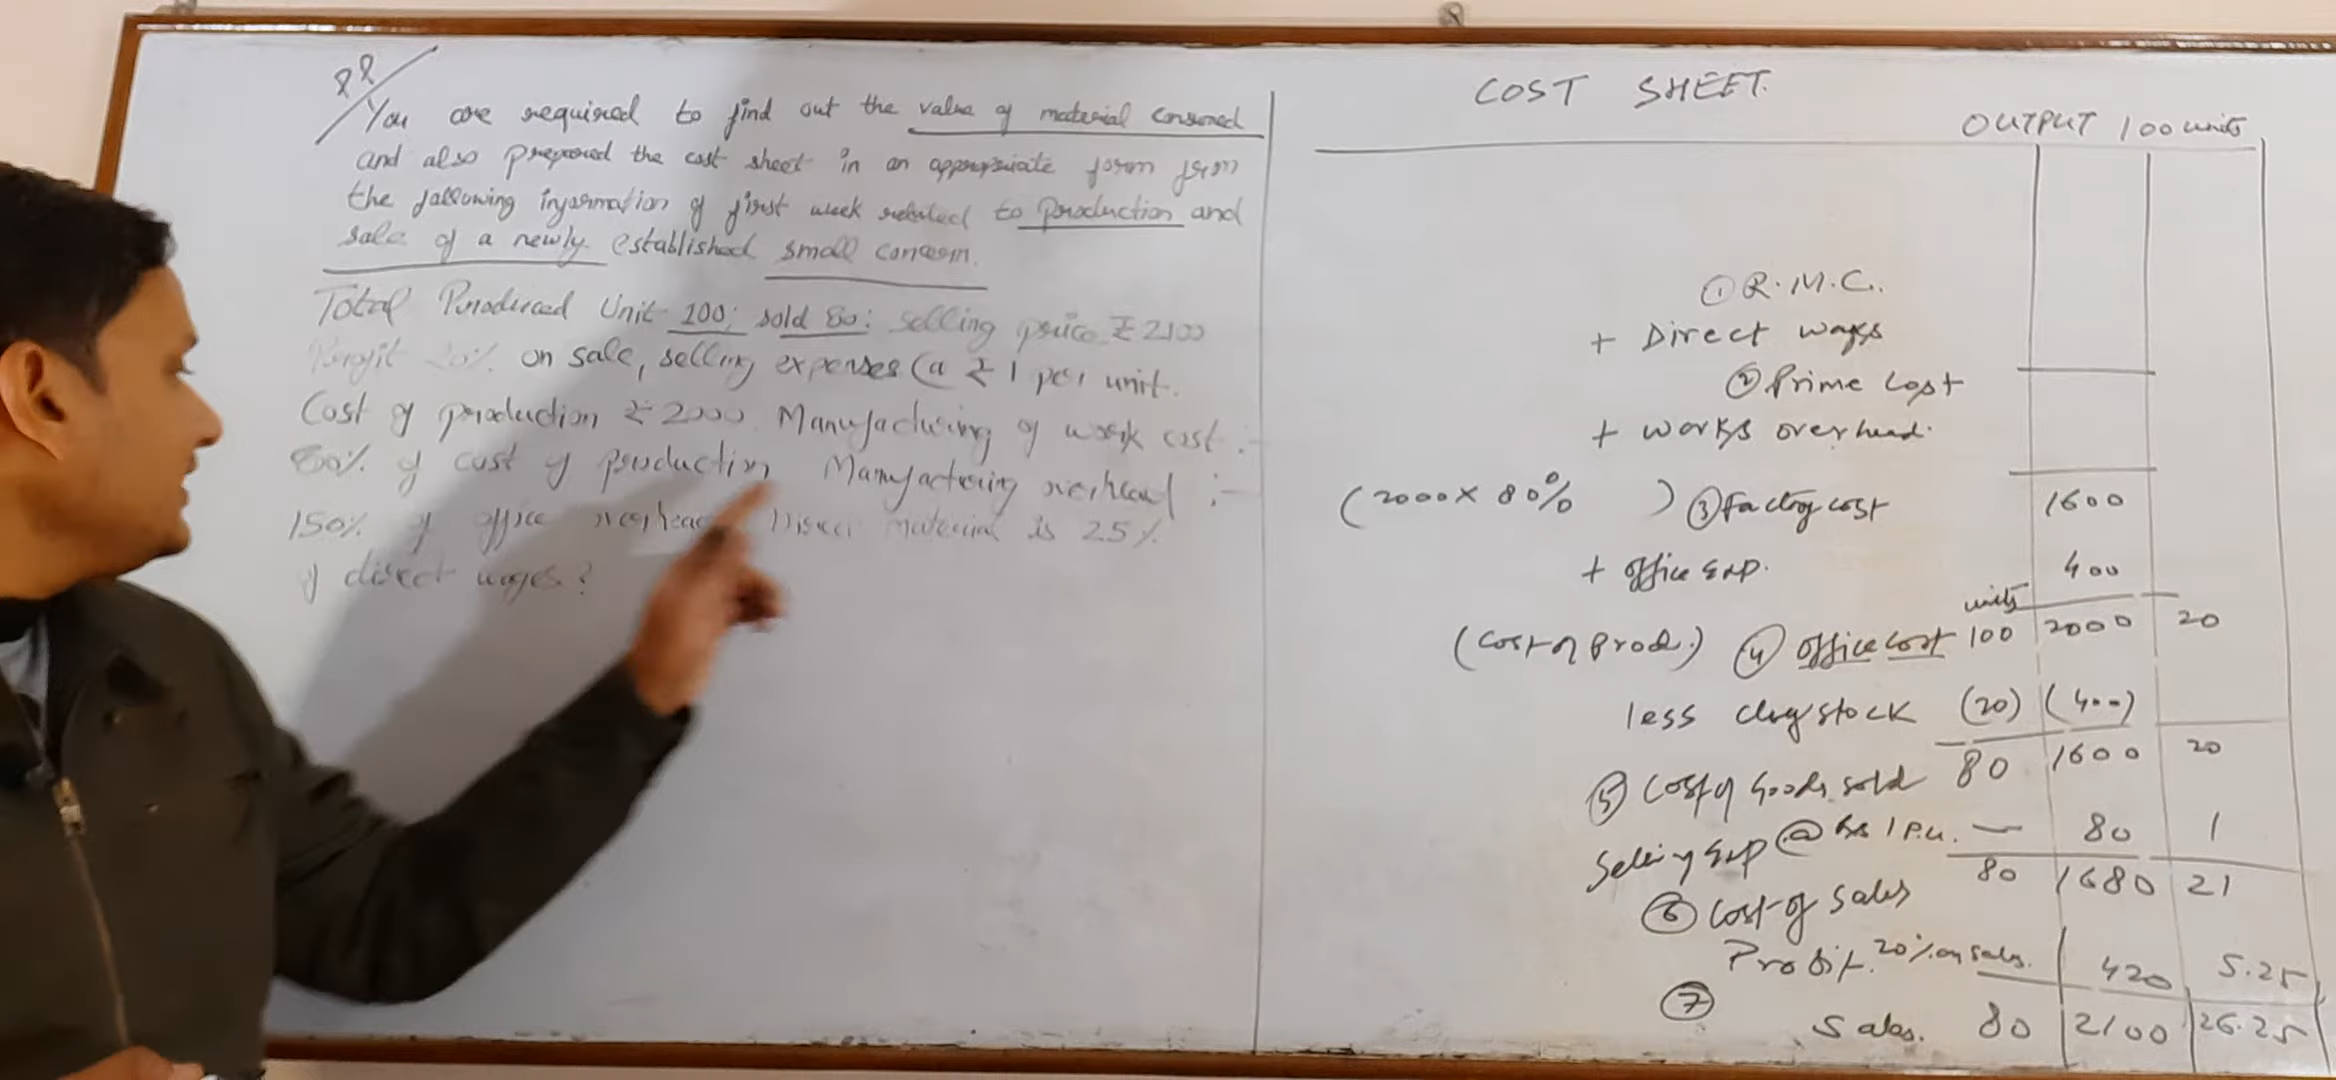 You are required to find out the value of material consumed
and also prepared the cost sheet in an appropriate form from
the following information of first week related to production and
sale of a newly established small concern.
Total Produced Unit 100; sold 80: selling price ₹ 2100
Profit 20% on sale, selling expenses @ ₹ 1 per unit.
Cost of production ₹ 2000 Manufacturing of work cost :-
80% of cost of production Manufacturing overhead :-
150% of office overhead Direct material is 25%
of direct wages?
COST SHEET.
OUTPUT 100 units
① R.M.C.
+ Direct wages
② Prime cost
+ works overhead.
(2000 x 80% ) ③ Factory cost 1600
+ office exp. 400
units
(cost of prod.) ④ office cost 100 2000 20
less clog stock (20) (400)
⑤ cost of goods sold 80 1600 20
Selling exp @ Rs 1 P.U. — 80 1
⑥ cost of sales 80 1680 21
Profit. 20% on sales. 420 5.25
⑦ Sales. 80 2100 26.25